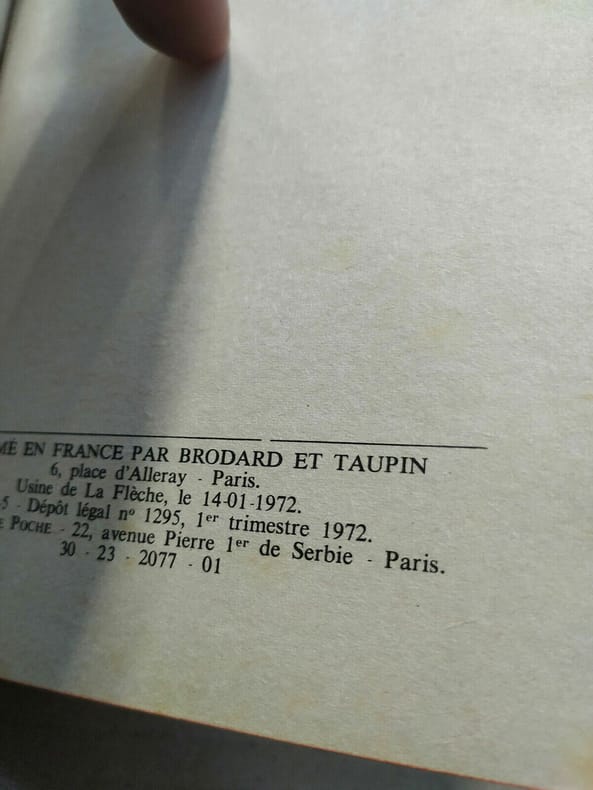 MÉ EN FRANCE PAR BRODARD ET TAUPIN
6, place d'Alleray - Paris.
Usine de La Flèche, le 14-01-1972.
5 - Dépôt légal nº 1295, 1er trimestre 1972.
E POCHE - 22, avenue Pierre 1er de Serbie - Paris.
30 - 23 - 2077 - 01